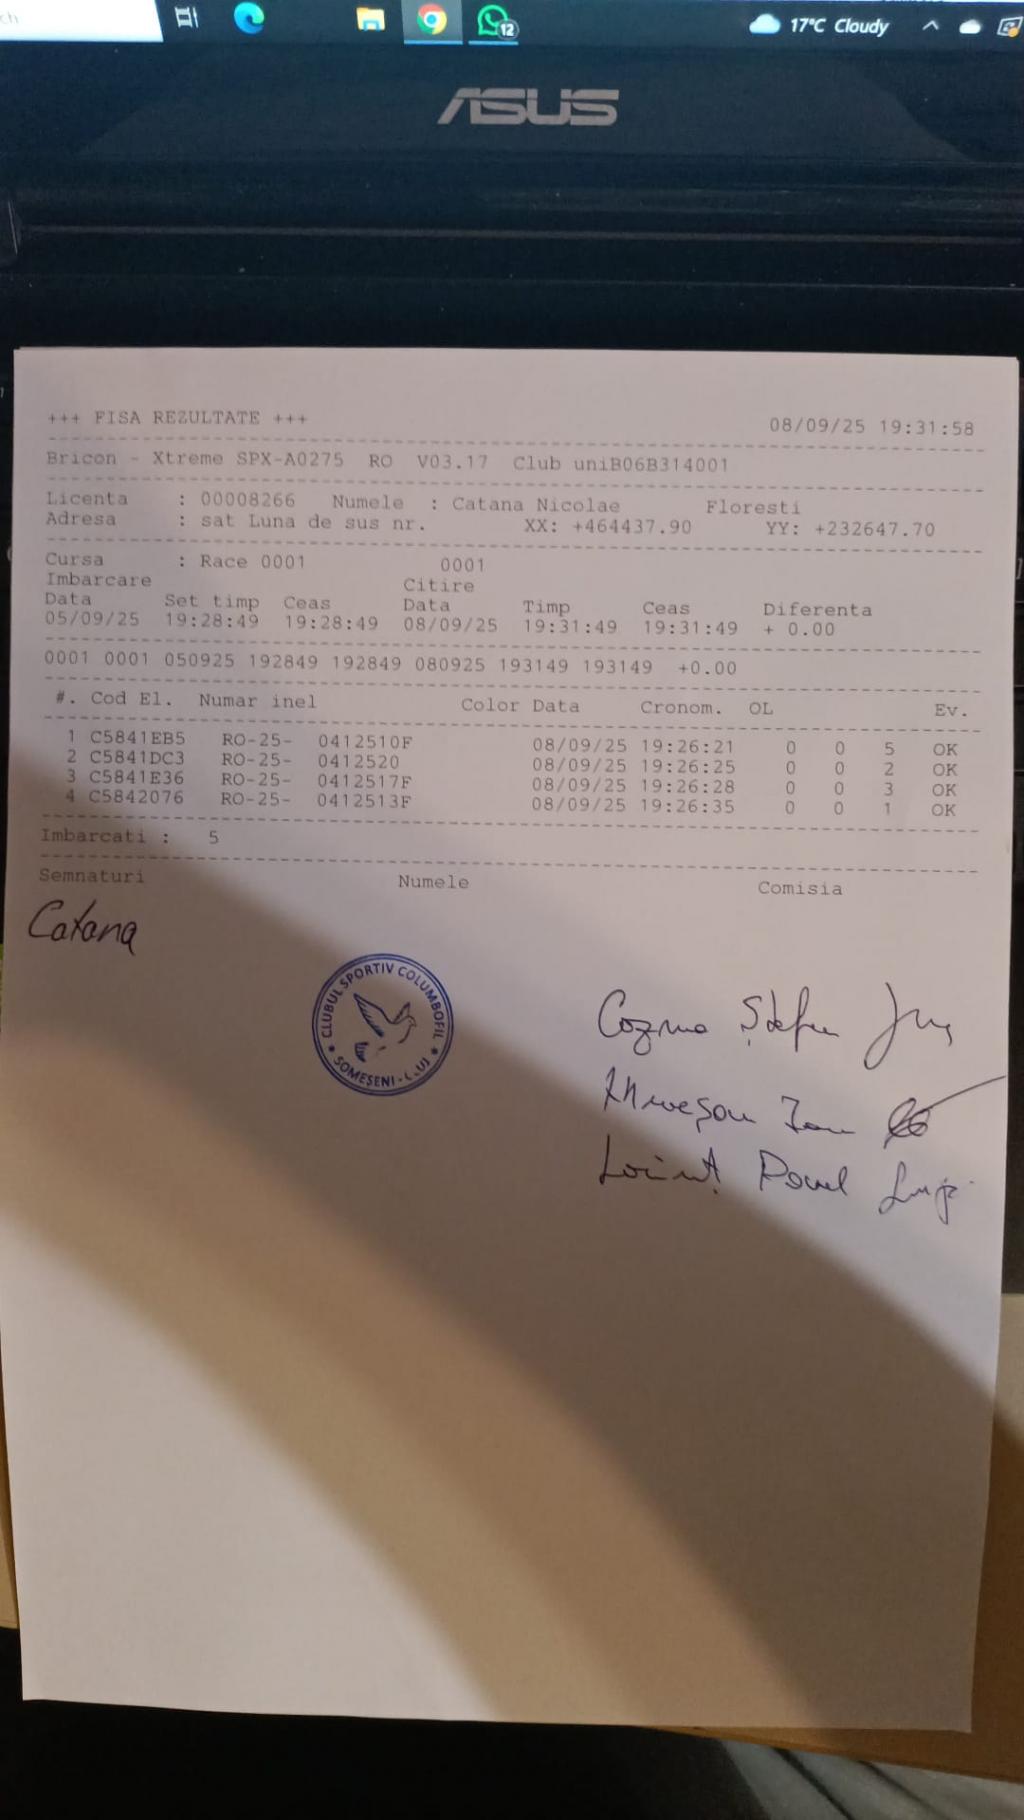 ch
12
17°C Cloudy
ASUS
+++ FISA REZULTATE +++ 08/09/25 19:31:58
Bricon - Xtreme SPX-A0275 RO V03.17 Club uniB06B314001
Licenta : 00008266 Numele : Catana Nicolae Floresti
Adresa : sat Luna de sus nr. XX: +464437.90 YY: +232647.70
Cursa : Race 0001 0001
Imbarcare Citire
Data Set timp Ceas Data Timp Ceas Diferenta
05/09/25 19:28:49 19:28:49 08/09/25 19:31:49 19:31:49 + 0.00
0001 0001 050925 192849 192849 080925 193149 193149 +0.00
#. Cod El. Numar inel Color Data Cronom. OL Ev.
1 C5841EB5 RO-25- 0412510F 08/09/25 19:26:21 0 0 5 OK
2 C5841DC3 RO-25- 0412520 08/09/25 19:26:25 0 0 2 OK
3 C5841E36 RO-25- 0412517F 08/09/25 19:26:28 0 0 3 OK
4 C5842076 RO-25- 0412513F 08/09/25 19:26:35 0 0 1 OK
Imbarcati : 5
Semnaturi Numele Comisia
Catana
CLUBUL SPORTIV COLUMBOFIL
SOMESENI - CLUJ
Cozma Ștefan
Ioan
Pavel